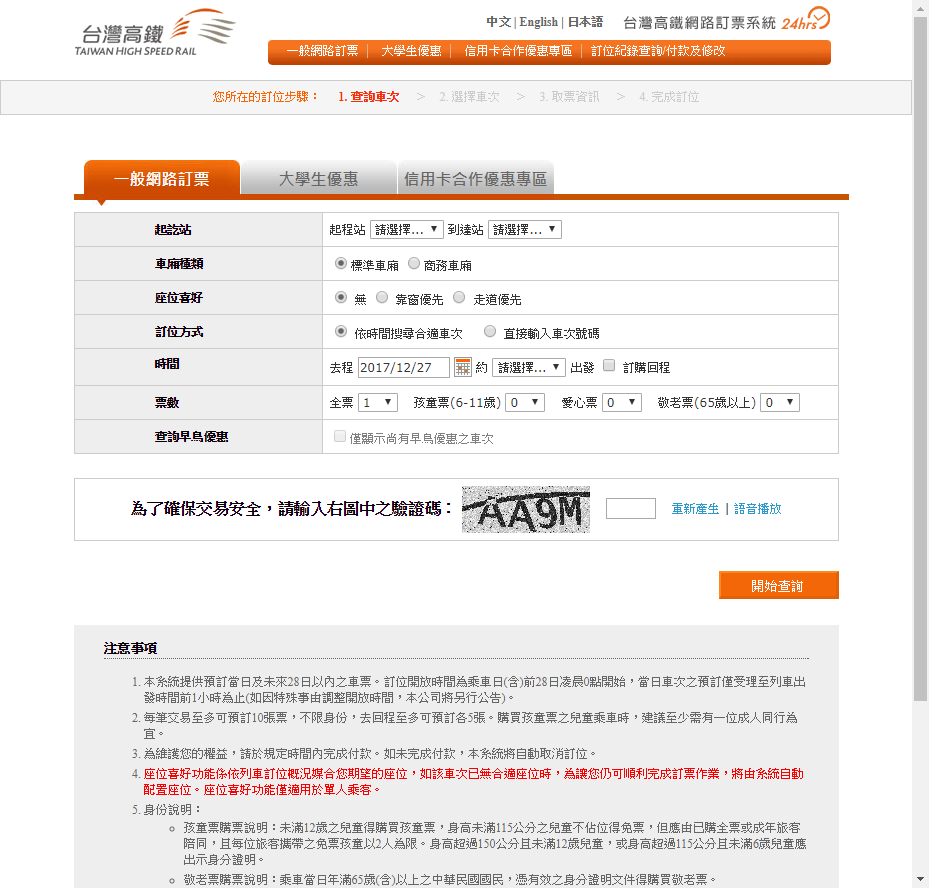 台灣高鐵
TAIWAN HIGH SPEED RAIL
中文 | English | 日本語
台灣高鐵網路訂票系統 24hrs
一般網路訂票 | 大學生優惠 | 信用卡合作優惠專區 | 訂位紀錄查詢/付款及修改
您所在的訂位步驟： 1. 查詢車次 > 2. 選擇車次 > 3. 取票資訊 > 4. 完成訂位
一般網路訂票 大學生優惠 信用卡合作優惠專區
起訖站 起程站 請選擇... 到達站 請選擇...
車廂種類 標準車廂 商務車廂
座位喜好 無 靠窗優先 走道優先
訂位方式 依時間搜尋合適車次 直接輸入車次號碼
時間 去程 2017/12/27 約 請選擇... 出發 訂購回程
票數 全票 1 孩童票(6-11歲) 0 愛心票 0 敬老票(65歲以上) 0
查詢早鳥優惠 僅顯示尚有早鳥優惠之車次
為了確保交易安全，請輸入右圖中之驗證碼： AA9M 重新產生 | 語音播放
開始查詢
注意事項
1. 本系統提供預訂當日及未來28日以內之車票。訂位開放時間為乘車日(含)前28日凌晨0點開始，當日車次之預訂僅受理至列車出
發時間前1小時為止(如因特殊事由調整開放時間，本公司將另行公告)。
2. 每筆交易至多可預訂10張票，不限身份，去回程至多可預訂各5張。購買孩童票之兒童乘車時，建議至少需有一位成人同行為
宜。
3. 為維護您的權益，請於規定時間內完成付款。如未完成付款，本系統將自動取消訂位。
4. 座位喜好功能係依列車訂位概況媒合您期望的座位，如該車次已無合適座位時，為讓您仍可順利完成訂票作業，將由系統自動
配置座位。座位喜好功能僅適用於單人乘客。
5. 身份說明：
孩童票購票說明：未滿12歲之兒童得購買孩童票，身高未滿115公分之兒童不佔位得免票，但應由已購全票或成年旅客
陪同，且每位旅客攜帶之免票孩童以2人為限。身高超過150公分且未滿12歲兒童，或身高超過115公分且未滿6歲兒童應
出示身分證明。
敬老票購票說明：乘車當日年滿65歲(含)以上之中華民國國民，憑有效之身分證明文件得購買敬老票。